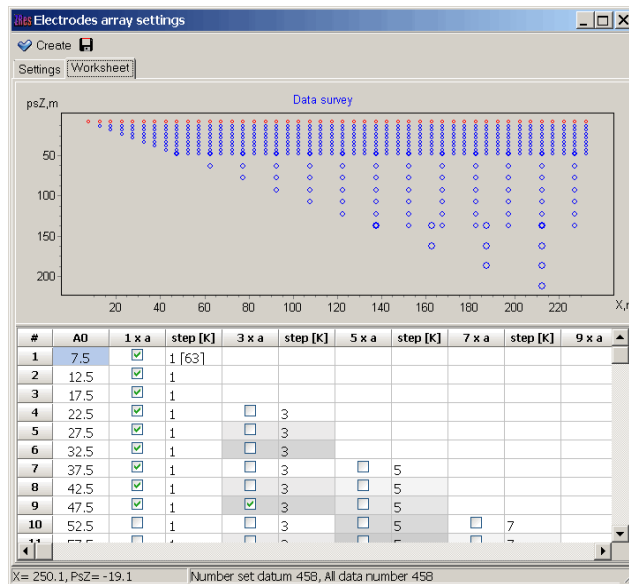 Res Electrodes array settings
Create
Settings Worksheet
psZ,m Data survey
50
100
150
200
20 40 60 80 100 120 140 160 180 200 220 X,
# A0 1 x a step [K] 3 x a step [K] 5 x a step [K] 7 x a step [K] 9 x a
1 7.5 1 [63]
2 12.5 1
3 17.5 1
4 22.5 1 3
5 27.5 1 3
6 32.5 1 3
7 37.5 1 3 5
8 42.5 1 3 5
9 47.5 1 3 5
10 52.5 1 3 5 7
X= 250.1, PsZ= -19.1 Number set datum 458, All data number 458